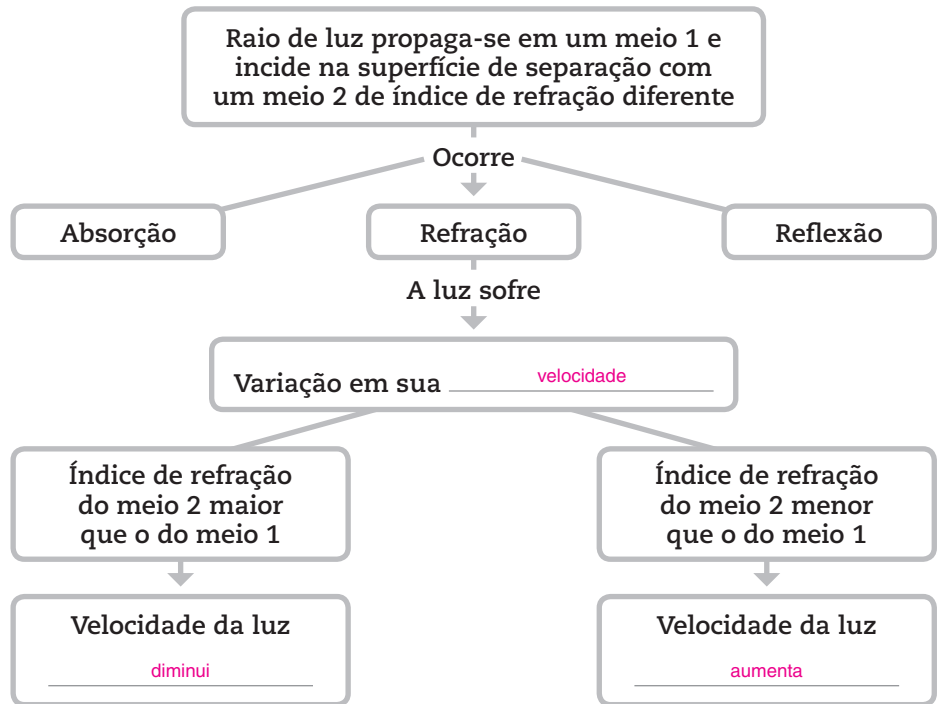 Raio de luz propaga-se em um meio 1 e
incide na superfície de separação com
um meio 2 de índice de refração diferente
Ocorre
Absorção
Refração
Reflexão
A luz sofre
Variação em sua velocidade
Índice de refração
do meio 2 maior
que o do meio 1
Índice de refração
do meio 2 menor
que o do meio 1
Velocidade da luz
diminui
Velocidade da luz
aumenta